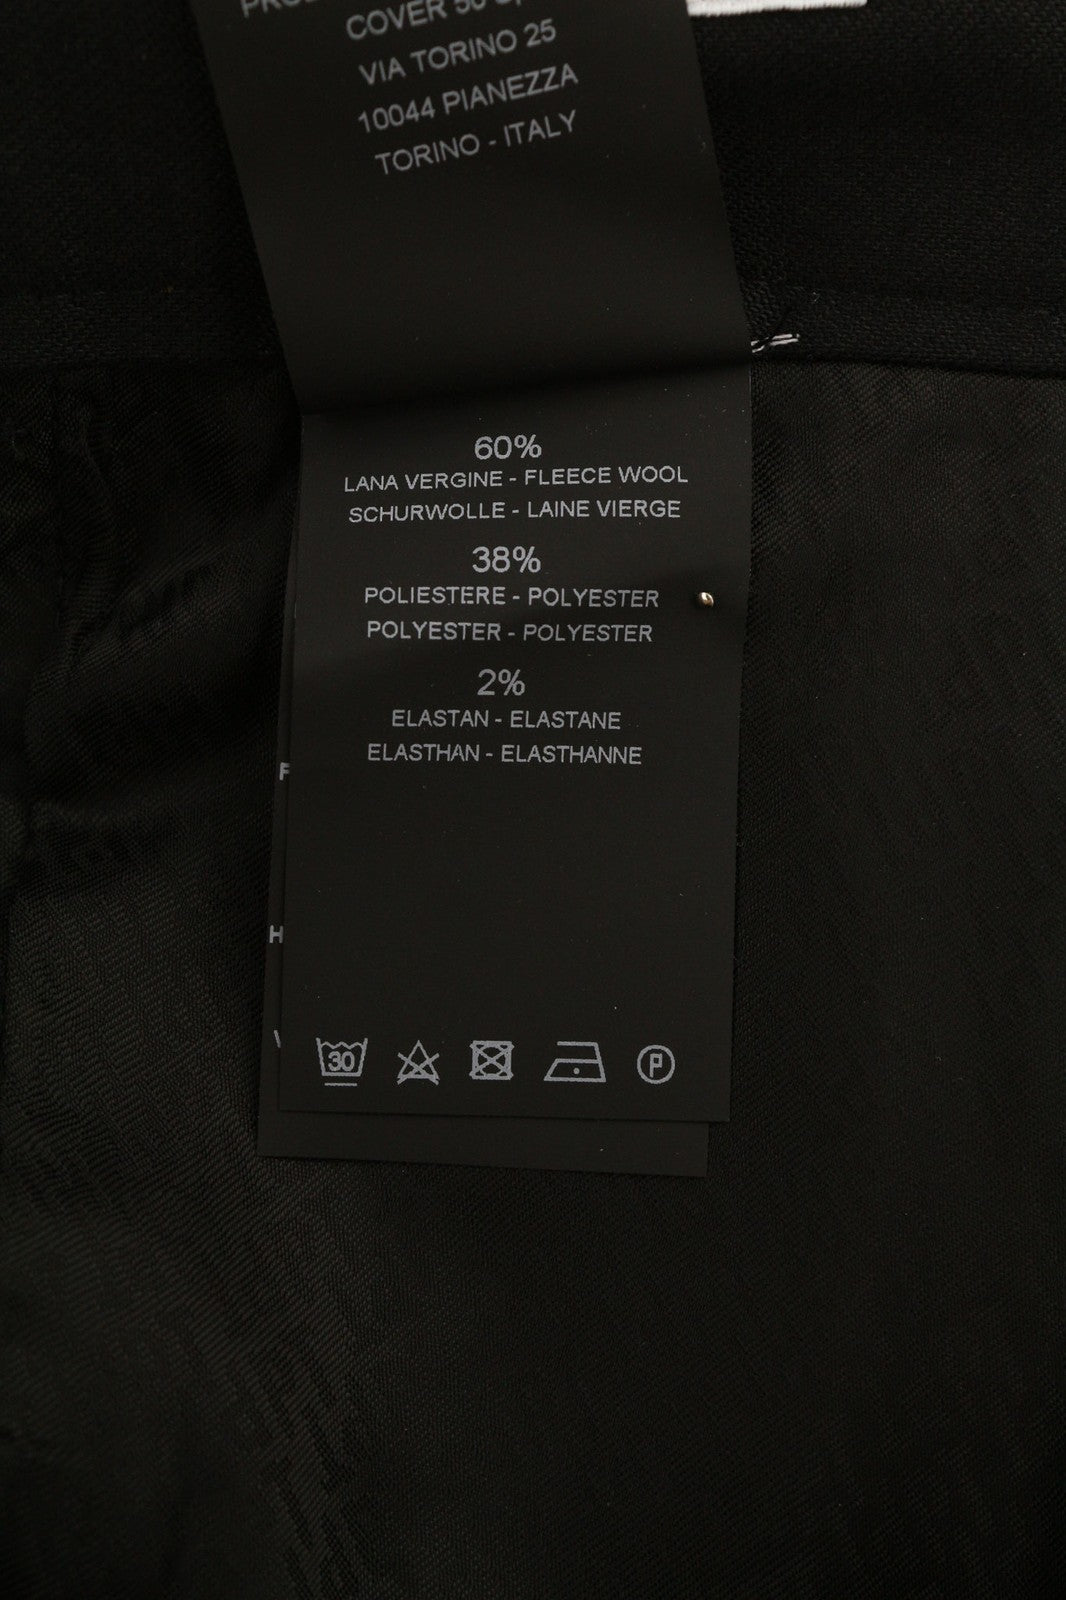 COVER 50
VIA TORINO 25
10044 PIANEZZA
TORINO - ITALY
60%
LANA VERGINE - FLEECE WOOL
SCHURWOLLE - LAINE VIERGE
38%
POLIESTERE - POLYESTER
POLYESTER - POLYESTER
2%
ELASTAN - ELASTANE
ELASTHAN - ELASTHANNE
30
P